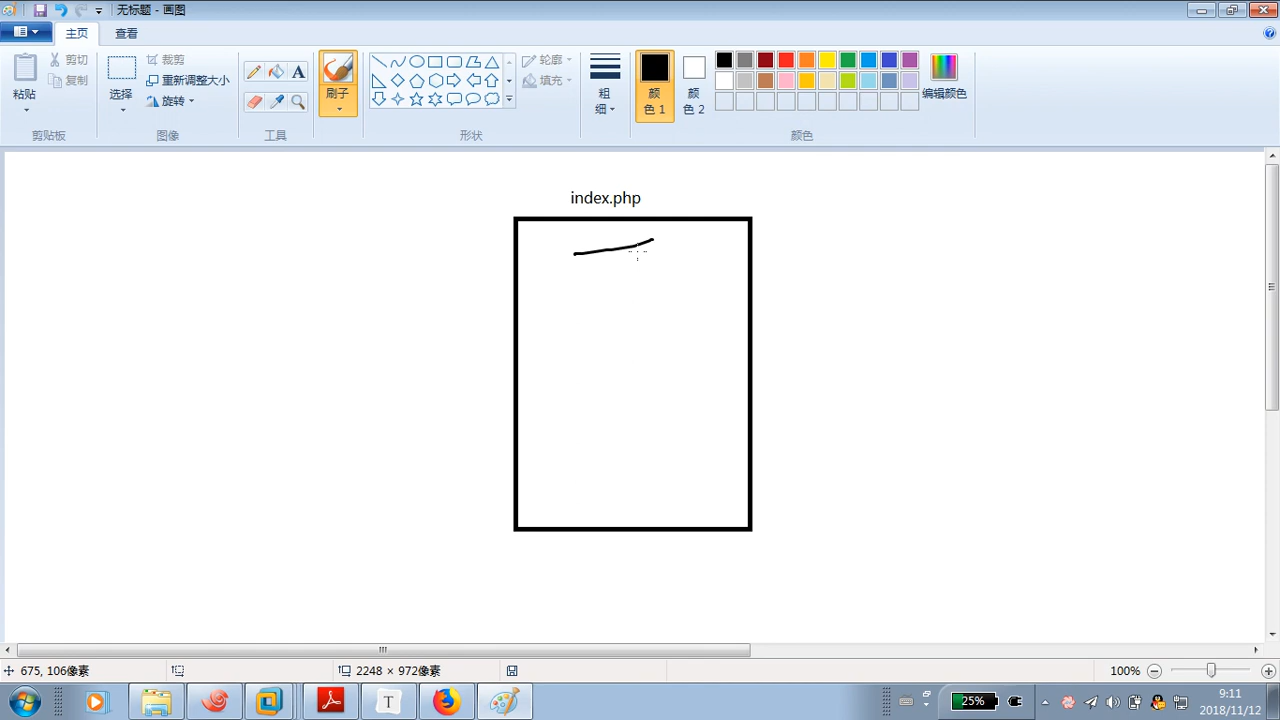 无标题 - 画图
主页
查看
粘贴
剪切
复制
剪贴板
选择
裁剪
重新调整大小
旋转
图像
A
工具
刷子
轮廓
填充
形状
粗
细
颜
色 1
颜
色 2
编辑颜色
颜色
index.php
675, 106像素
2248 × 972像素
100%
T
25%
9:11
2018/11/12